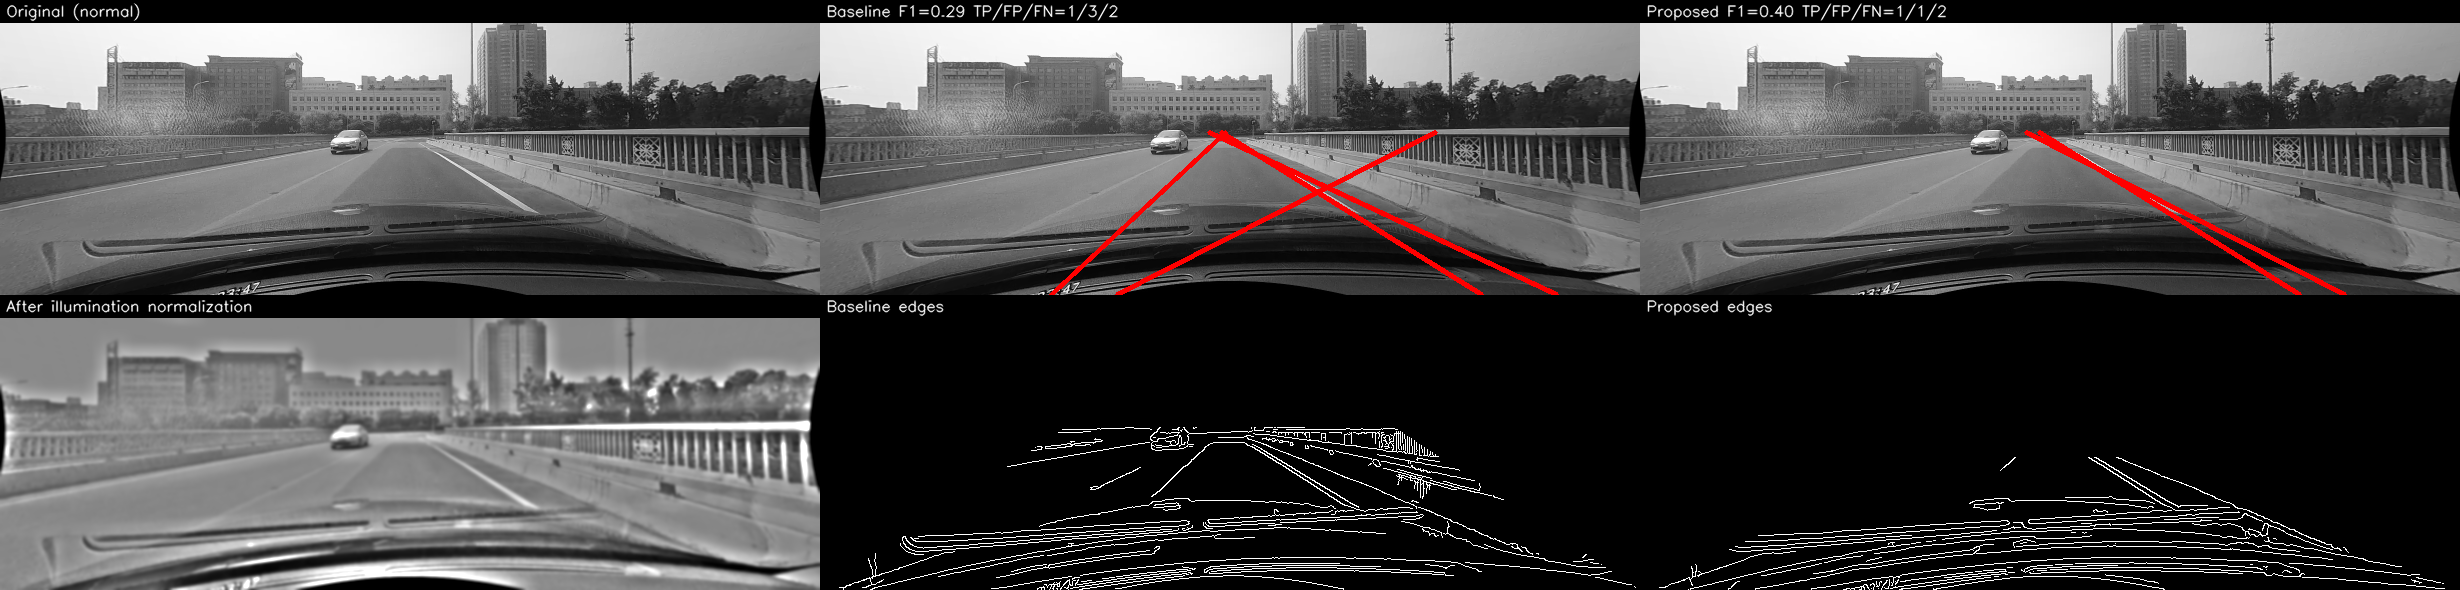 Original (normal)
Baseline F1=0.29 TP/FP/FN=1/3/2
Proposed F1=0.40 TP/FP/FN=1/1/2
After illumination normalization
Baseline edges
Proposed edges